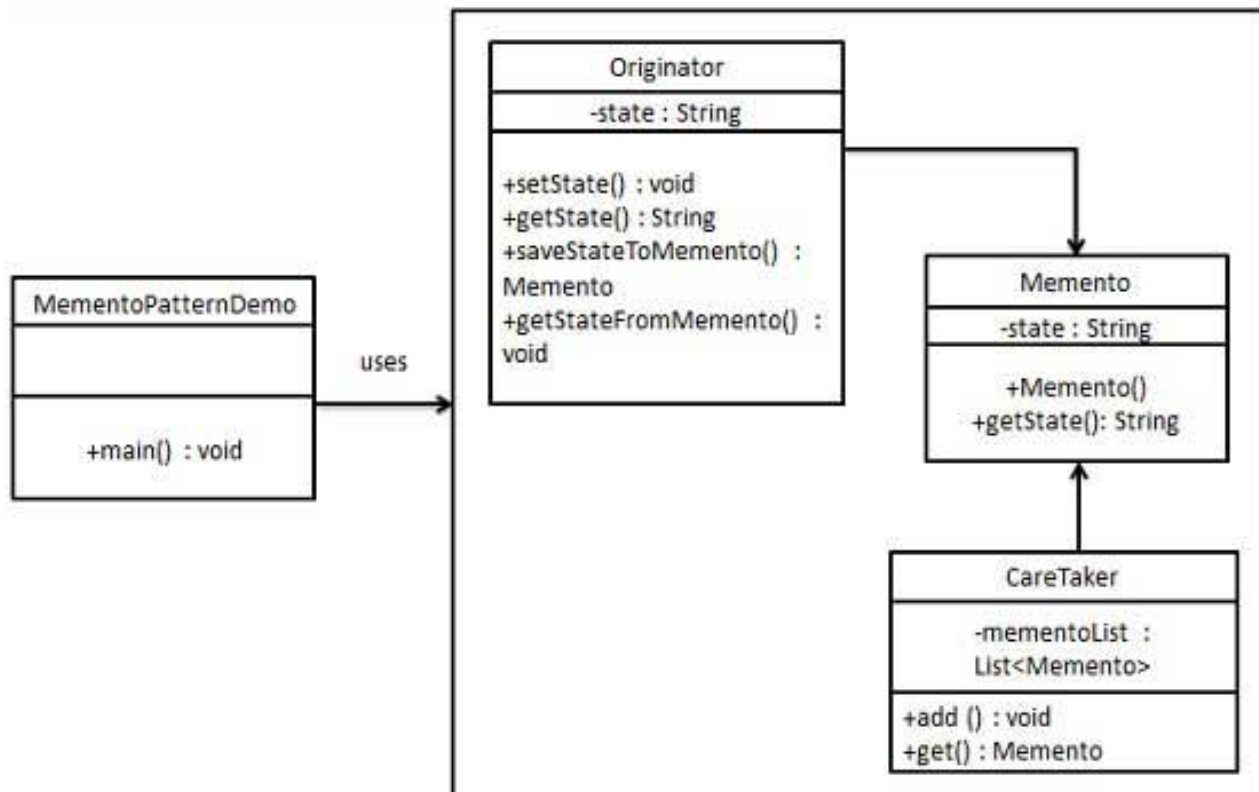 MementoPatternDemo
+main() : void
uses
Originator
-state : String
+setState() : void
+getState() : String
+saveStateToMemento() :
Memento
+getStateFromMemento() :
void
Memento
-state : String
+Memento()
+getState(): String
CareTaker
-mementoList :
List<Memento>
+add () : void
+get() : Memento